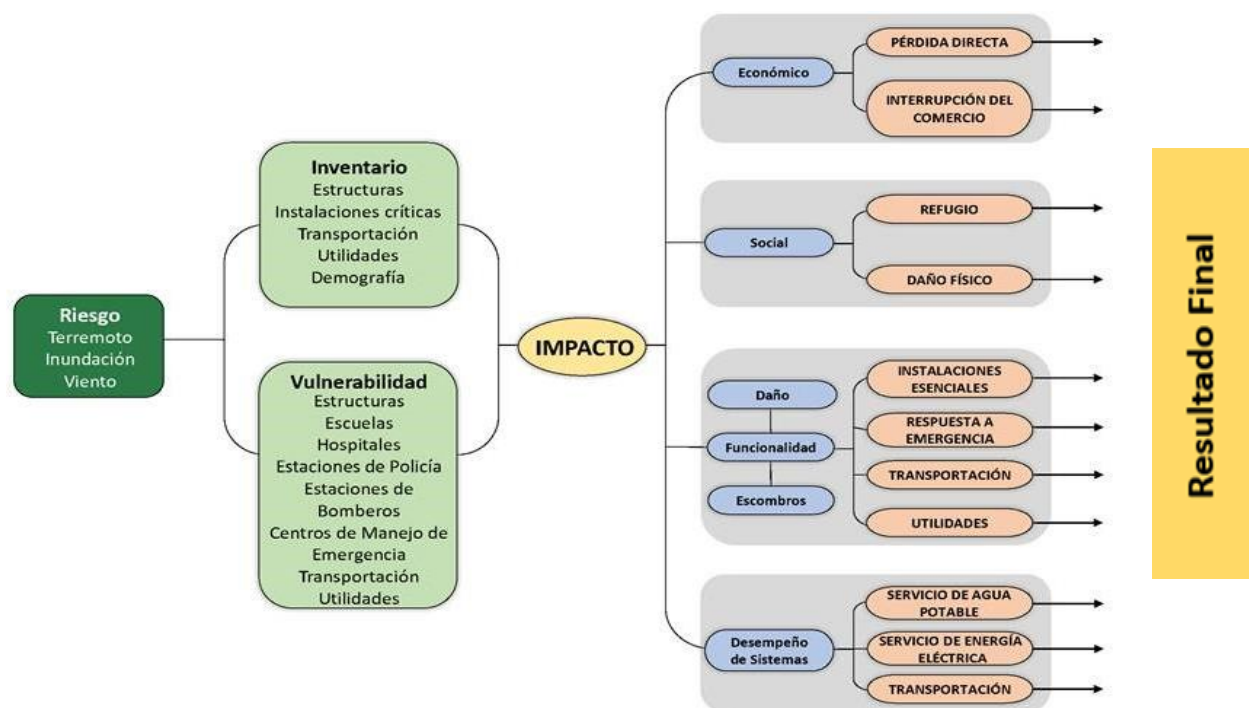 Riesgo
Terremoto
Inundación
Viento
Inventario
Estructuras
Instalaciones críticas
Transportación
Utilidades
Demografía
Vulnerabilidad
Estructuras
Escuelas
Hospitales
Estaciones de Policía
Estaciones de
Bomberos
Centros de Manejo de
Emergencia
Transportación
Utilidades
IMPACTO
Económico
PÉRDIDA DIRECTA
INTERRUPCIÓN DEL
COMERCIO
Social
REFUGIO
DAÑO FÍSICO
Daño
Funcionalidad
Escombros
INSTALACIONES
ESENCIALES
RESPUESTA A
EMERGENCIA
TRANSPORTACIÓN
UTILIDADES
Desempeño
de Sistemas
SERVICIO DE AGUA
POTABLE
SERVICIO DE ENERGÍA
ELÉCTRICA
TRANSPORTACIÓN
Resultado Final